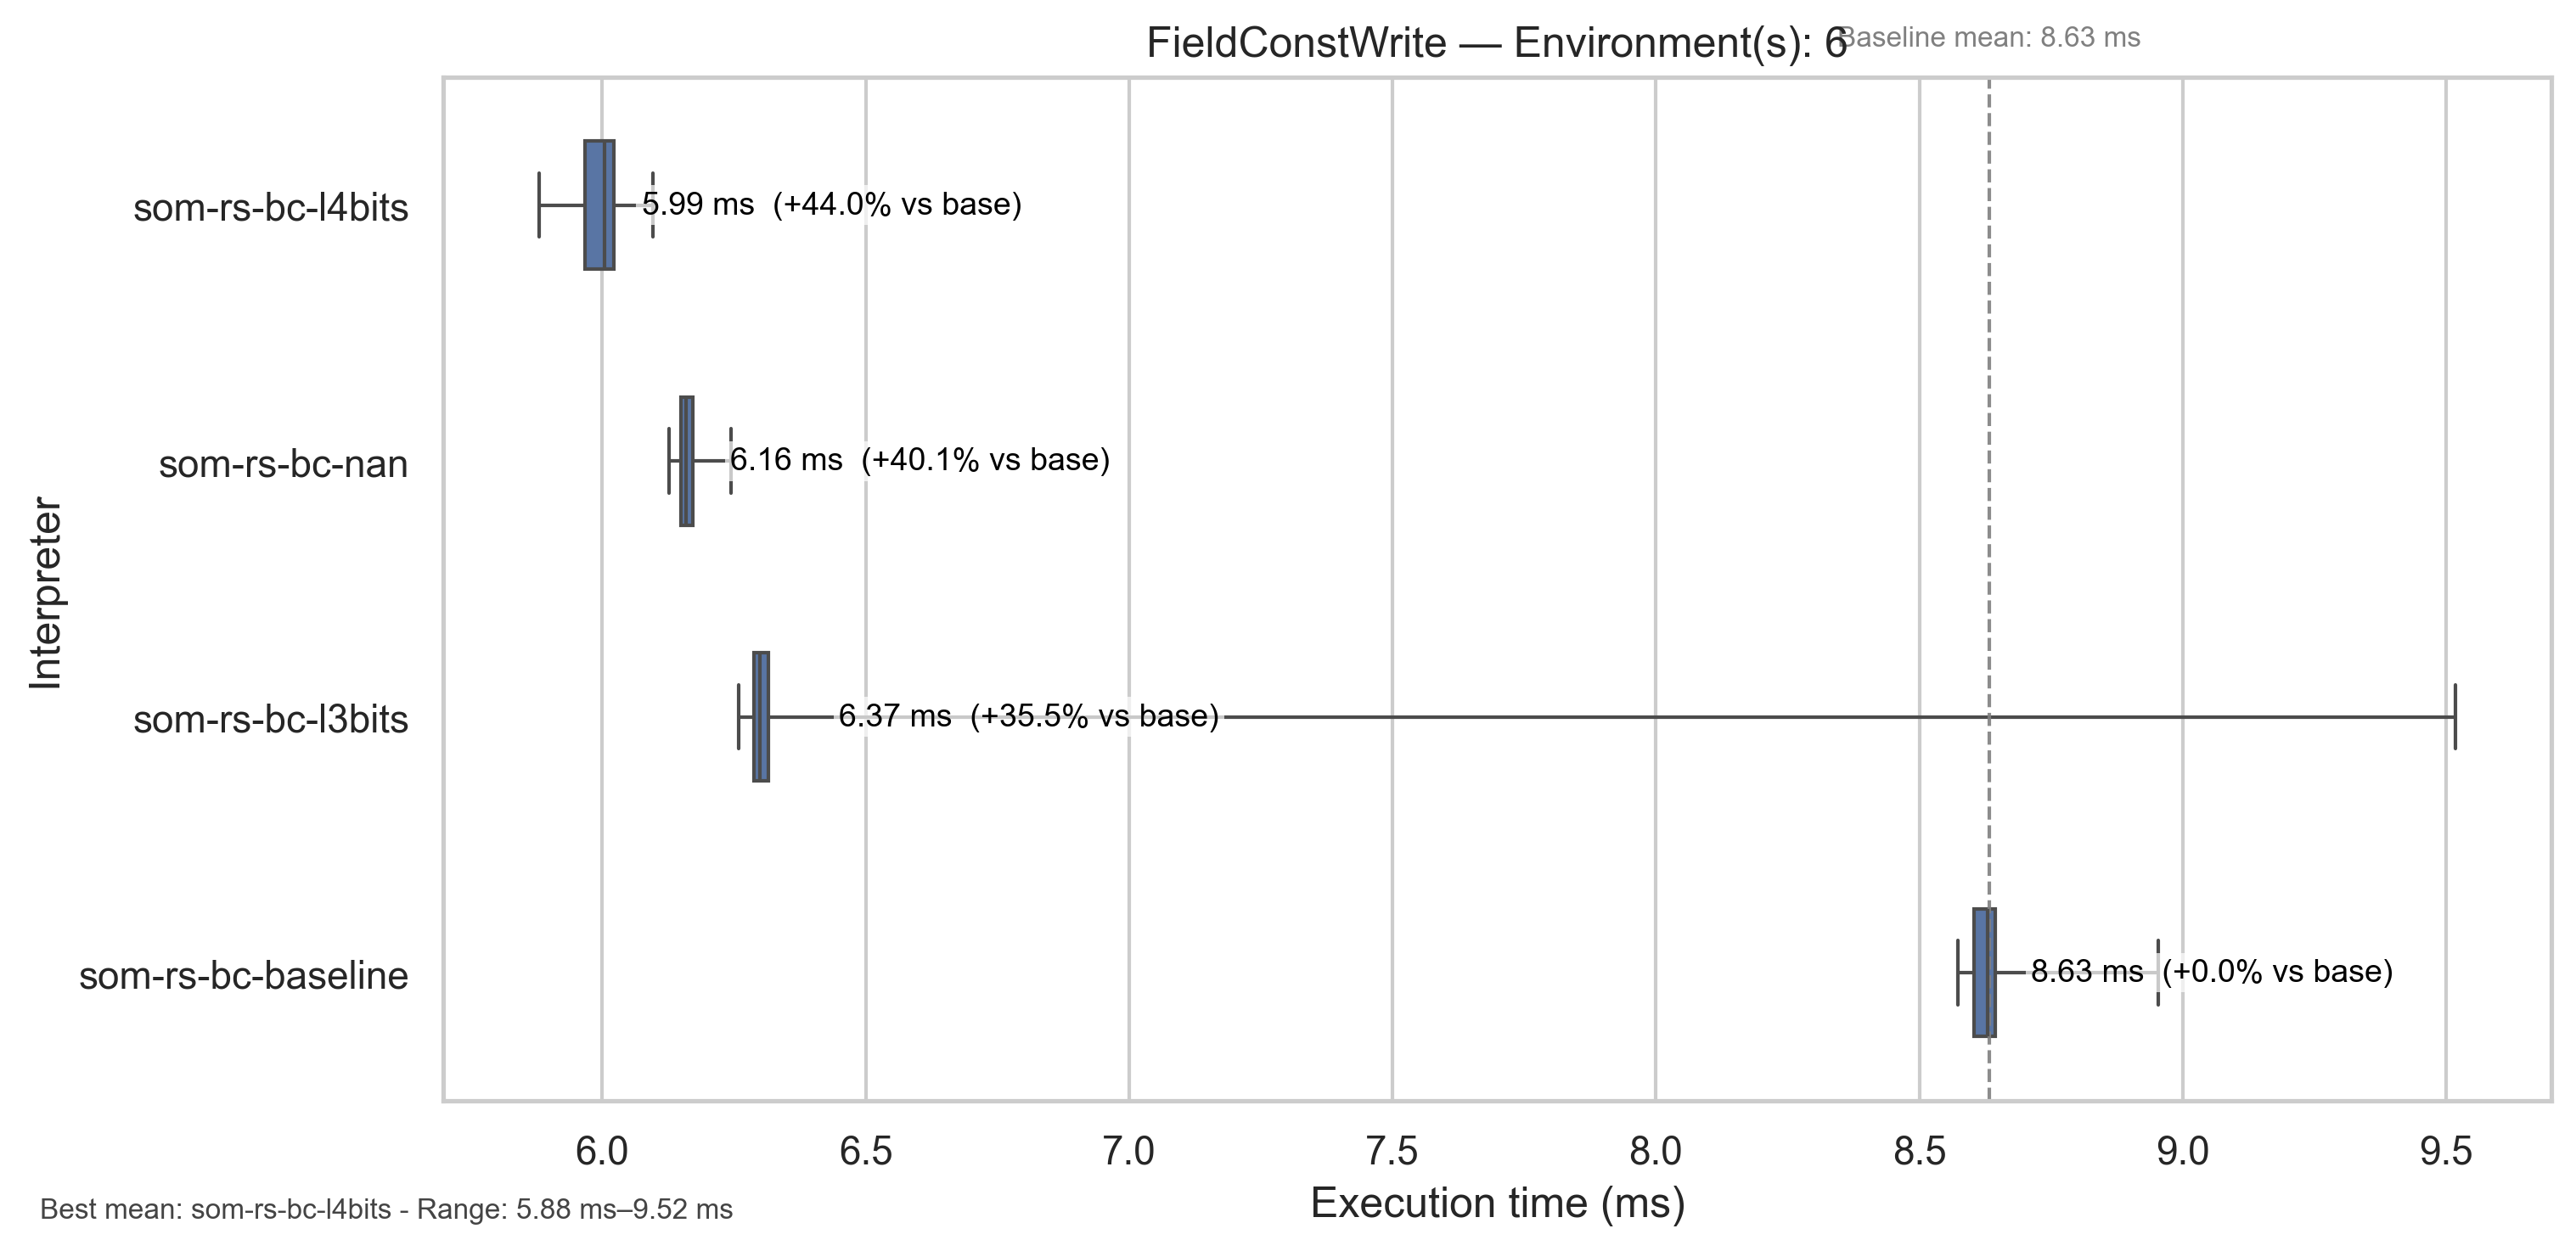 FieldConstWrite — Environment(s): 6
Baseline mean: 8.63 ms
Interpreter
som-rs-bc-l4bits
5.99 ms (+44.0% vs base)
som-rs-bc-nan
6.16 ms (+40.1% vs base)
som-rs-bc-l3bits
6.37 ms (+35.5% vs base)
som-rs-bc-baseline
8.63 ms (+0.0% vs base)
6.0 6.5 7.0 7.5 8.0 8.5 9.0 9.5
Execution time (ms)
Best mean: som-rs-bc-l4bits - Range: 5.88 ms–9.52 ms